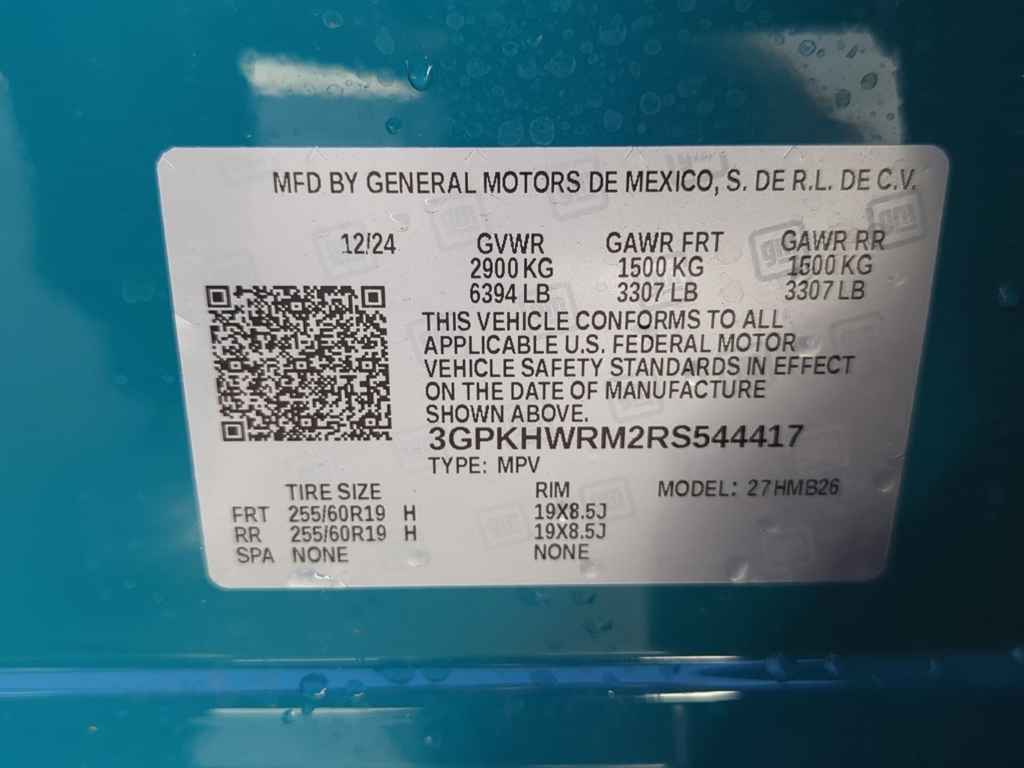 MFD BY GENERAL MOTORS DE MEXICO, S. DE R.L. DE C.V.
12/24 GVWR GAWR FRT GAWR RR
2900 KG 1500 KG 1500 KG
6394 LB 3307 LB 3307 LB
THIS VEHICLE CONFORMS TO ALL
APPLICABLE U.S. FEDERAL MOTOR
VEHICLE SAFETY STANDARDS IN EFFECT
ON THE DATE OF MANUFACTURE
SHOWN ABOVE.
3GPKHWRM2RS544417
TYPE: MPV
TIRE SIZE RIM MODEL: 27HMB26
FRT 255/60R19 H 19X8.5J
RR 255/60R19 H 19X8.5J
SPA NONE NONE